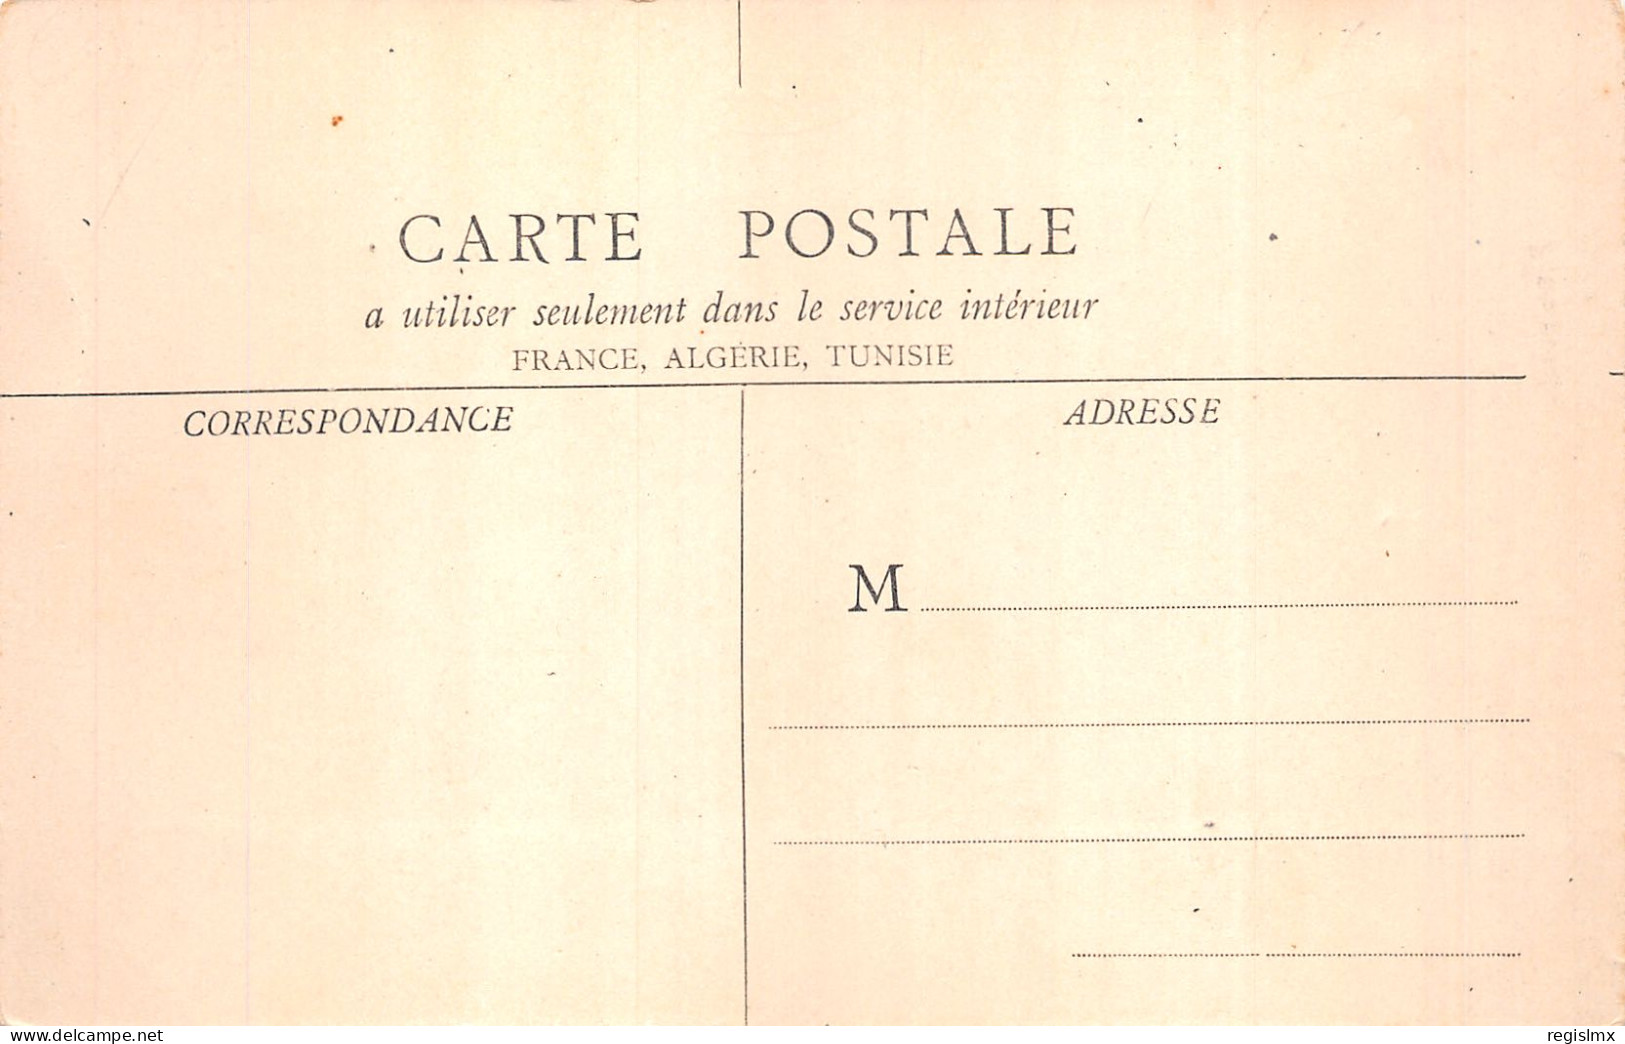 CARTE POSTALE
a utiliser seulement dans le service intérieur
FRANCE, ALGÉRIE, TUNISIE
CORRESPONDANCE
ADRESSE
M
www.delcampe.net
regislmx